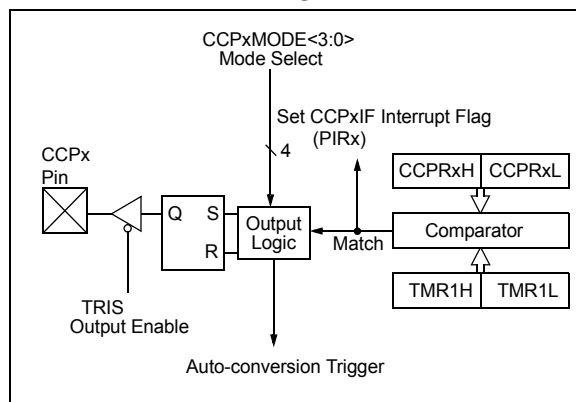 CCPxMODE<3:0>
Mode Select
Set CCPxIF Interrupt Flag
(PIRx)
4
CCPx
Pin
CCPRxH CCPRxL
Q S
R
Output
Logic
Match
Comparator
TMR1H TMR1L
TRIS
Output Enable
Auto-conversion Trigger